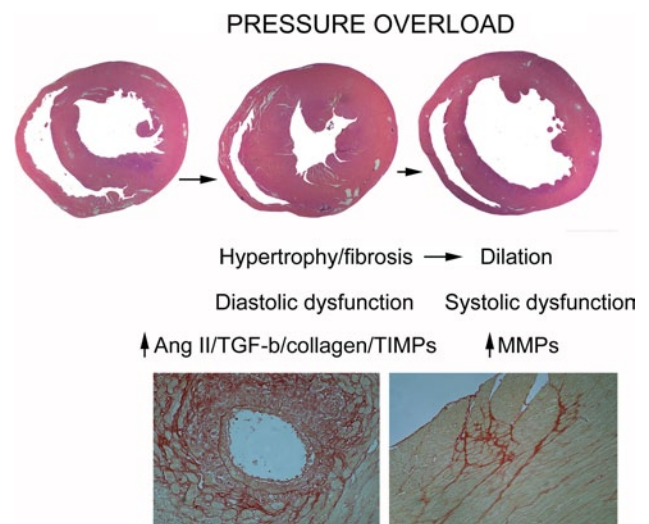 PRESSURE OVERLOAD
Hypertrophy/fibrosis → Dilation
Diastolic dysfunction Systolic dysfunction
↑ Ang II/TGF-b/collagen/TIMPs ↑ MMPs